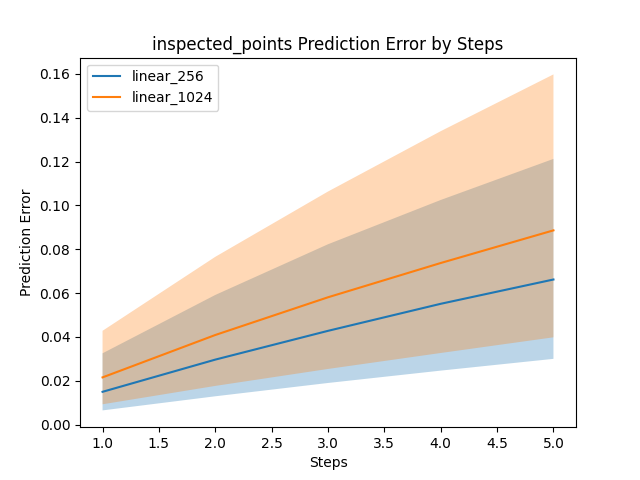 inspected_points Prediction Error by Steps
linear_256
linear_1024
Prediction Error
0.16
0.14
0.12
0.10
0.08
0.06
0.04
0.02
0.00
1.0 1.5 2.0 2.5 3.0 3.5 4.0 4.5 5.0
Steps